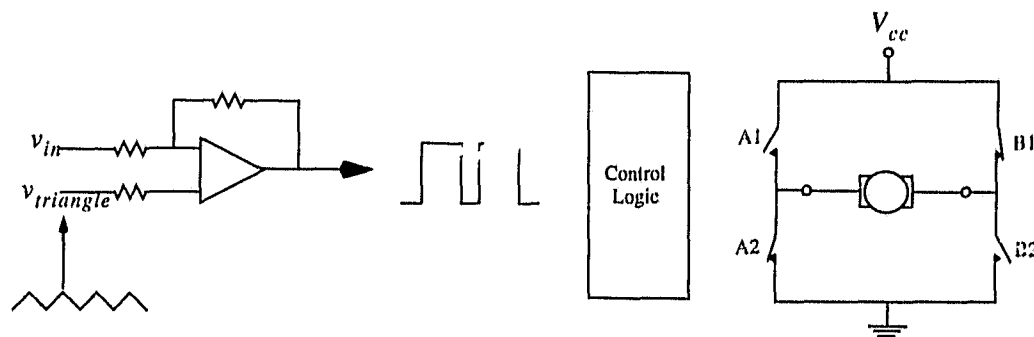 V_cc
v_in
v_triangle
Control
Logic
A1
B1
A2
B2